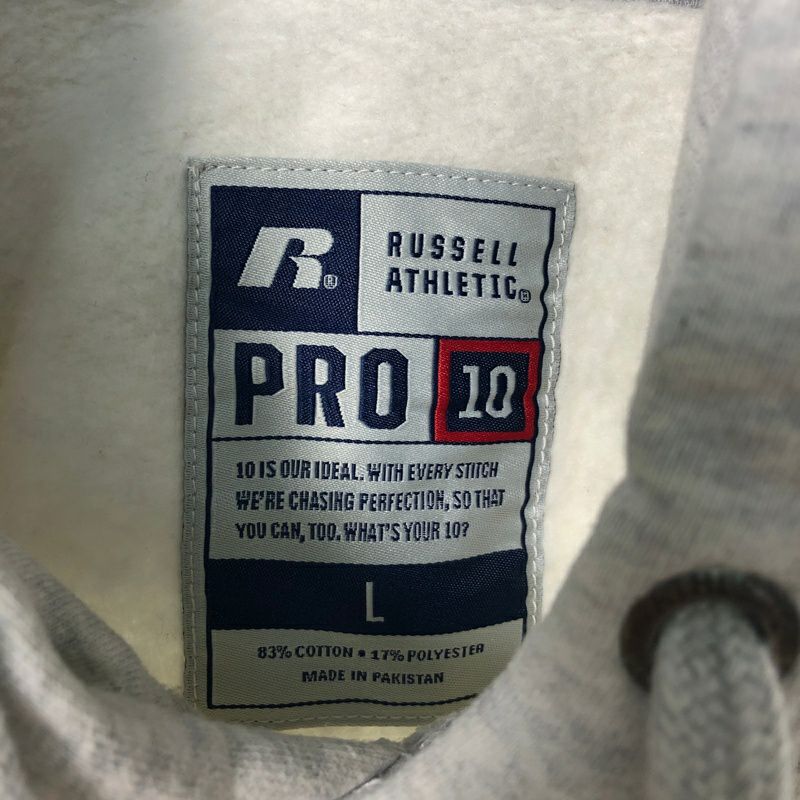 R®
RUSSELL
ATHLETIC®
PRO 10
10 IS OUR IDEAL. WITH EVERY STITCH
WE'RE CHASING PERFECTION, SO THAT
YOU CAN, TOO. WHAT'S YOUR 10?
L
83% COTTON • 17% POLYESTER
MADE IN PAKISTAN